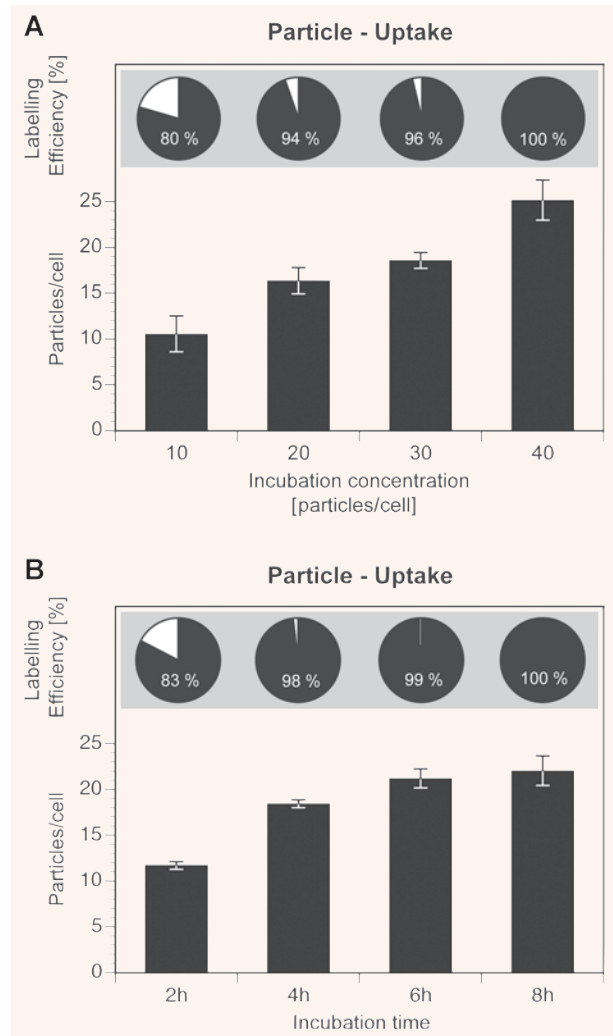 A
Particle - Uptake
Labelling
Efficiency [%]
80 %
94 %
96 %
100 %
Particles/cell
25
20
15
10
5
0
10
20
30
40
Incubation concentration
[particles/cell]
B
Particle - Uptake
Labelling
Efficiency [%]
83 %
98 %
99 %
100 %
Particles/cell
25
20
15
10
5
0
2h
4h
6h
8h
Incubation time